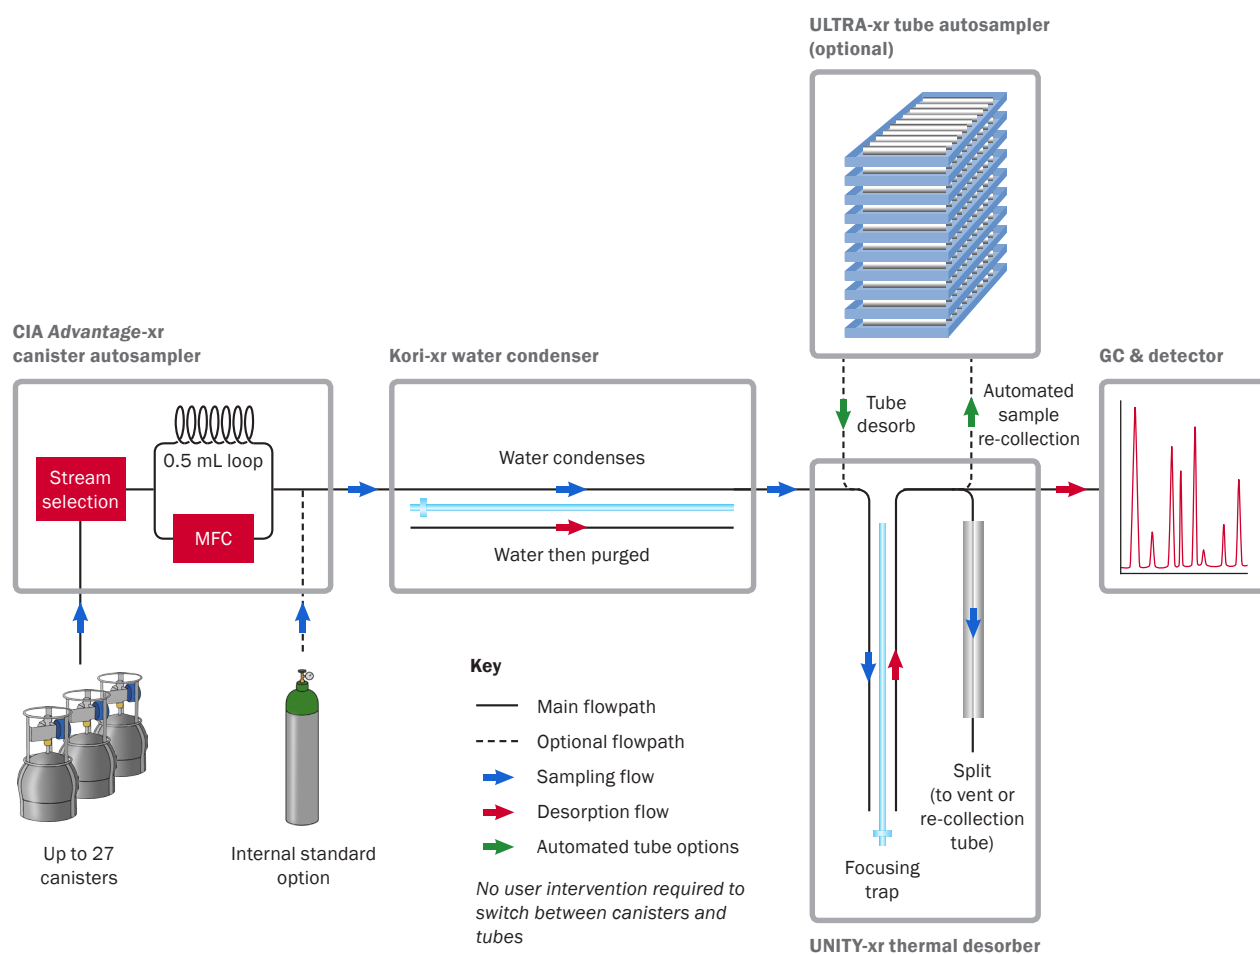 ULTRA-xr tube autosampler
(optional)
CIA Advantage-xr
canister autosampler
Kori-xr water condenser
GC & detector
Tube
desorb
Automated
sample
re-collection
Stream
selection
0.5 mL loop
MFC
Water condenses
Water then purged
Key
Main flowpath
Optional flowpath
Sampling flow
Desorption flow
Automated tube options
No user intervention required to
switch between canisters and
tubes
Up to 27
canisters
Internal standard
option
Split
(to vent or
re-collection
tube)
Focusing
trap
UNITY-xr thermal desorber